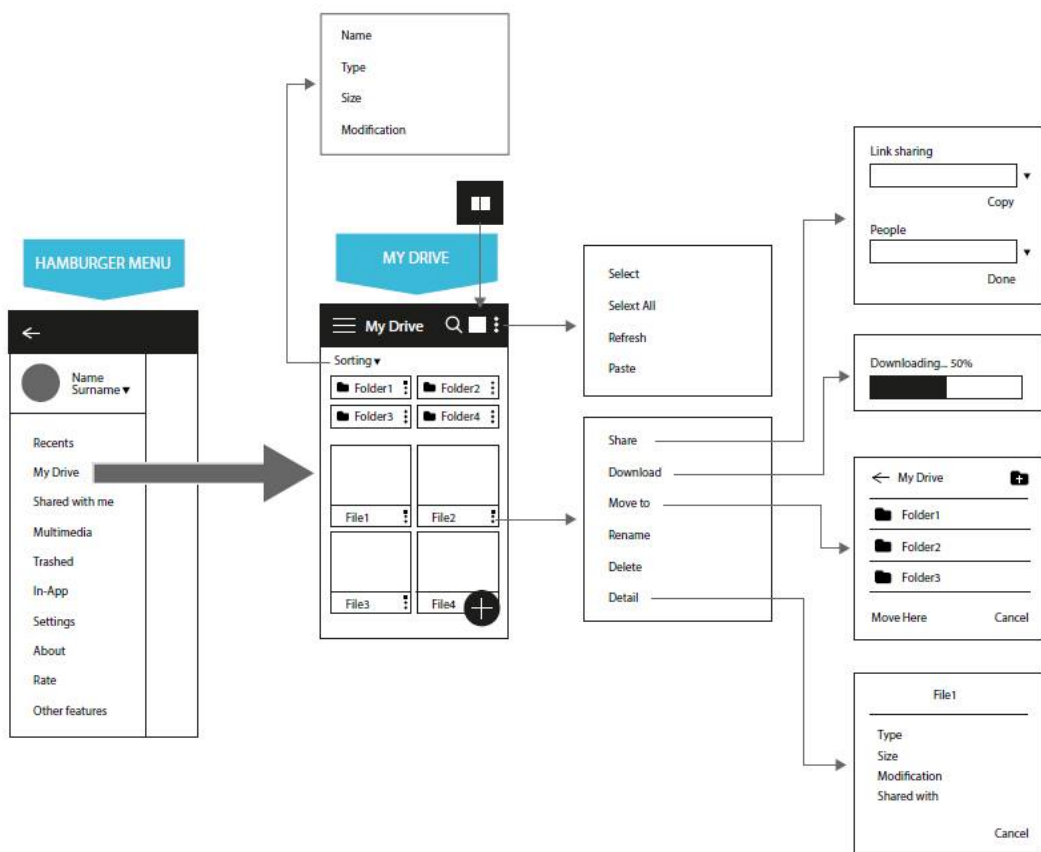 Name
Type
Size
Modification
HAMBURGER MENU
Name
Surname
Recents
My Drive
Shared with me
Multimedia
Trashed
In-App
Settings
About
Rate
Other features
MY DRIVE
My Drive
Sorting
Folder1 Folder2
Folder3 Folder4
File1 File2
File3 File4
Select
Selext All
Refresh
Paste
Share
Download
Move to
Rename
Delete
Detail
Link sharing
Copy
People
Done
Downloading... 50%
My Drive
Folder1
Folder2
Folder3
Move Here Cancel
File1
Type
Size
Modification
Shared with
Cancel